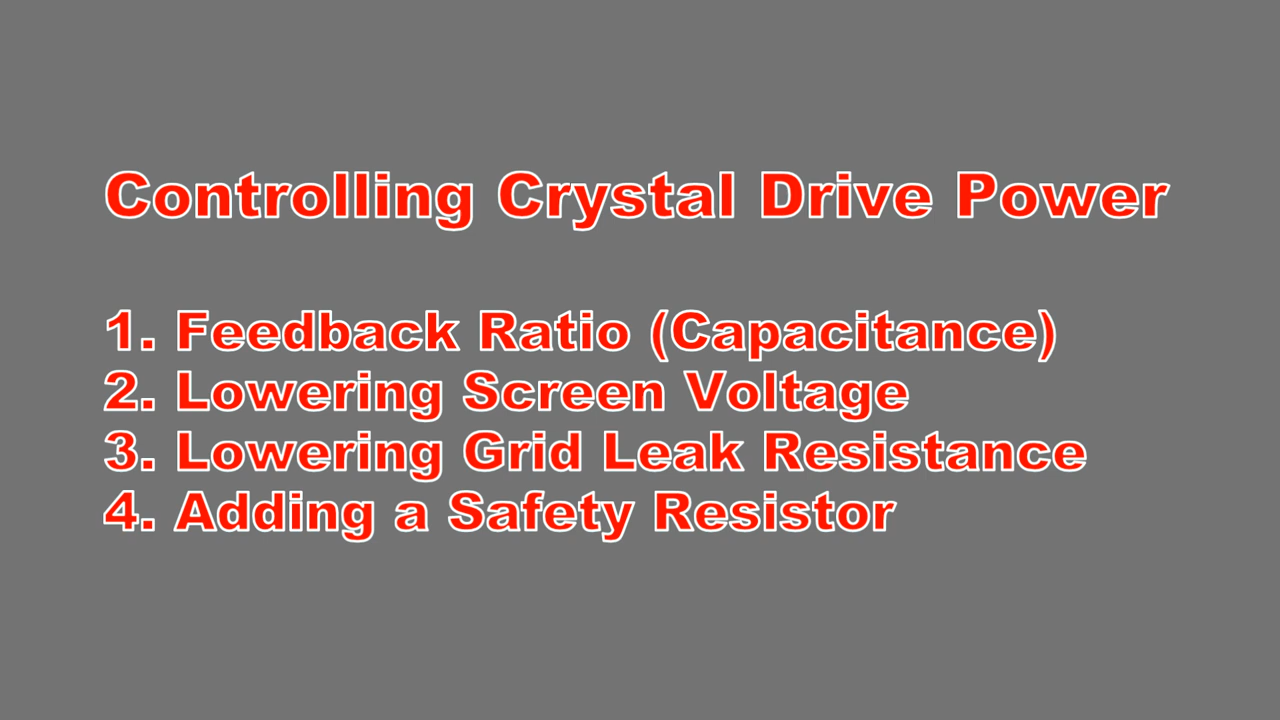 Controlling Crystal Drive Power
1. Feedback Ratio (Capacitance)
2. Lowering Screen Voltage
3. Lowering Grid Leak Resistance
4. Adding a Safety Resistor